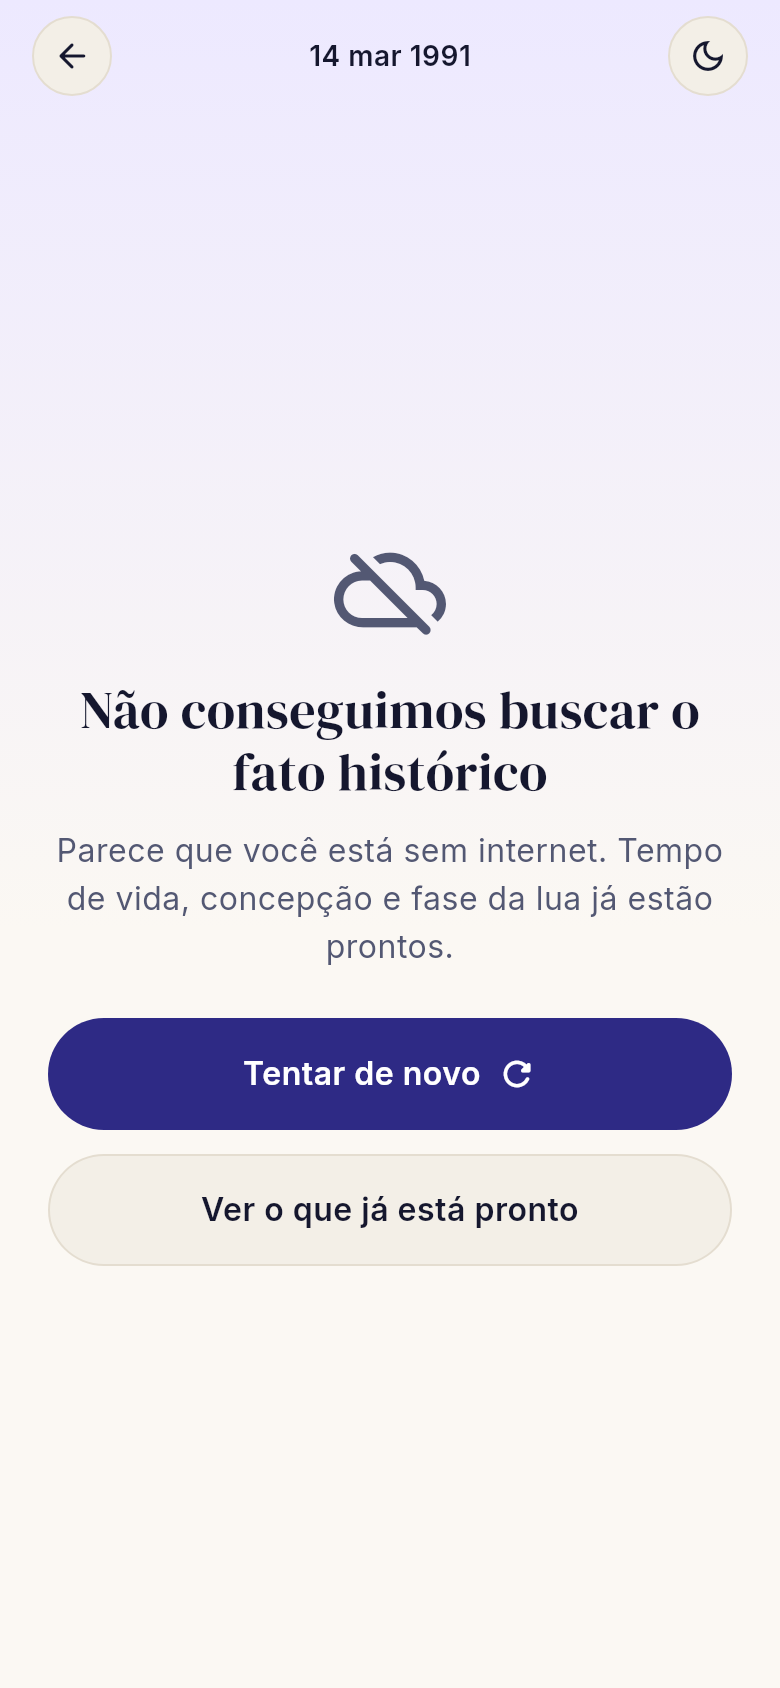 14 mar 1991
Não conseguimos buscar o
fato histórico
Parece que você está sem internet. Tempo
de vida, concepção e fase da lua já estão
prontos.
Tentar de novo
Ver o que já está pronto